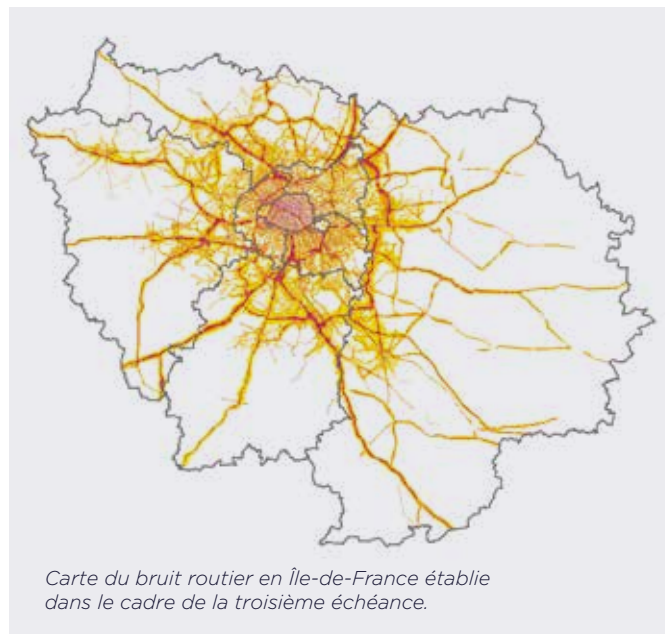 Carte du bruit routier en Île-de-France établie
dans le cadre de la troisième échéance.